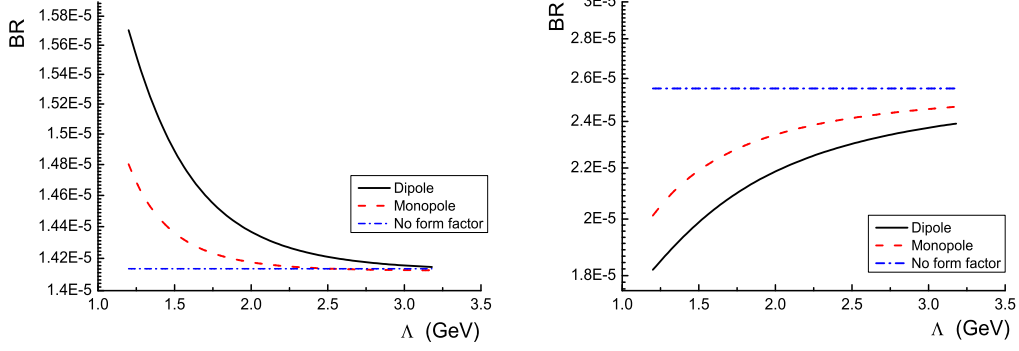 BR
1.58E-5
1.56E-5
1.54E-5
1.52E-5
1.5E-5
1.48E-5
1.46E-5
1.44E-5
1.42E-5
1.4E-5
Dipole
Monopole
No form factor
1.0 1.5 2.0 2.5 3.0 3.5
Λ (GeV)
BR
3E-5
2.8E-5
2.6E-5
2.4E-5
2.2E-5
2E-5
1.8E-5
Dipole
Monopole
No form factor
1.0 1.5 2.0 2.5 3.0 3.5
Λ (GeV)